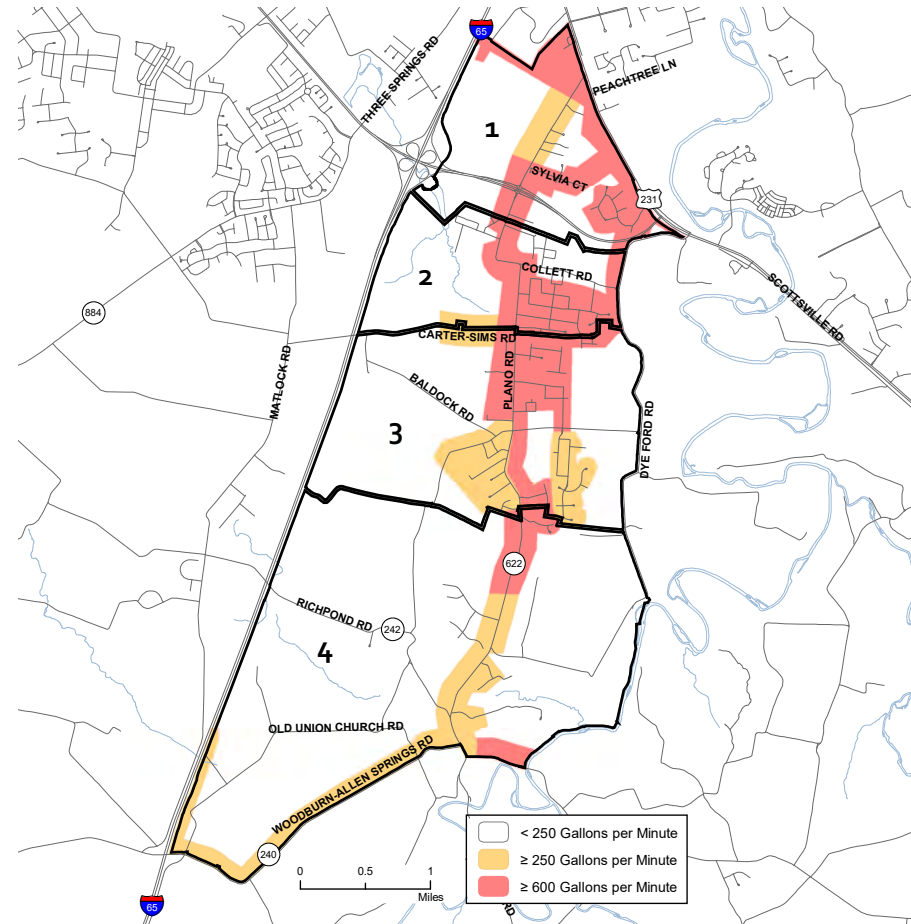 65
THREE SPRINGS RD
PEACHTREE LN
1
SYLVIA CT
231
2
COLLETT RD
SCOTTSVILLE RD
884
CARTER-SIMS RD
MATLOCK RD
BALDOCK RD
PLANO RD
3
DYE FORD RD
622
RICHPOND RD
242
4
OLD UNION CHURCH RD
WOODBURN-ALLEN SPRINGS RD
240
0 0.5 1
Miles
< 250 Gallons per Minute
≥ 250 Gallons per Minute
≥ 600 Gallons per Minute
65
RD